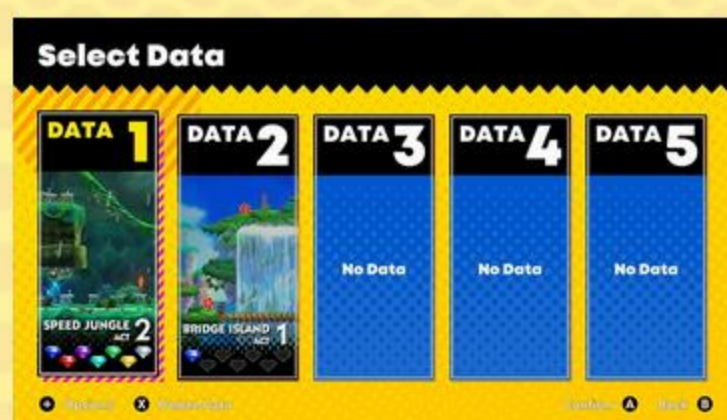 Select Data
DATA 1
SPEED JUNGLE
ACT 2
DATA 2
BRIDGE ISLAND
ACT 1
DATA 3
No Data
DATA 4
No Data
DATA 5
No Data
X
A
Back B